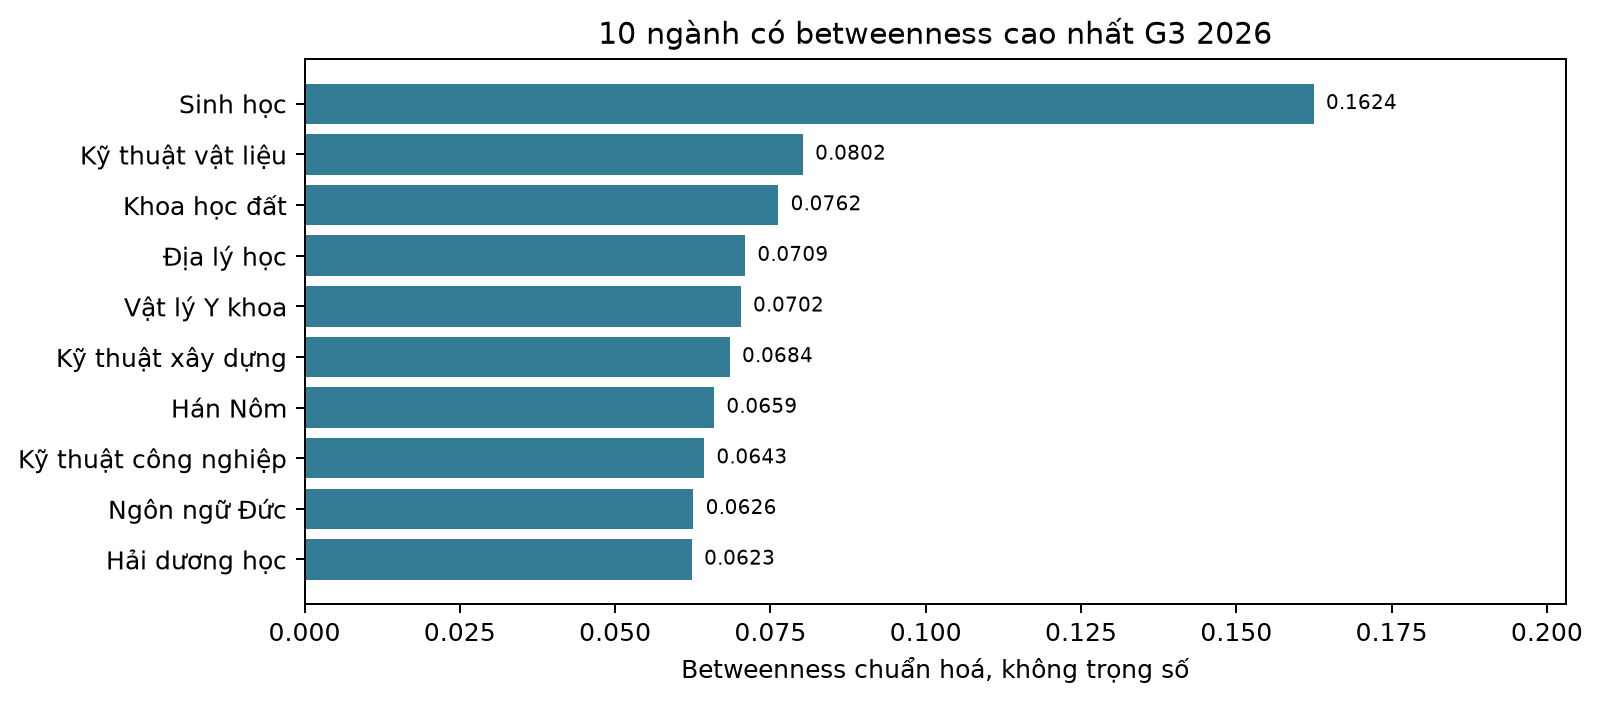 10 ngành có betweenness cao nhất G3 2026
Sinh học 0.1624
Kỹ thuật vật liệu 0.0802
Khoa học đất 0.0762
Địa lý học 0.0709
Vật lý Y khoa 0.0702
Kỹ thuật xây dựng 0.0684
Hán Nôm 0.0659
Kỹ thuật công nghiệp 0.0643
Ngôn ngữ Đức 0.0626
Hải dương học 0.0623
0.000 0.025 0.050 0.075 0.100 0.125 0.150 0.175 0.200
Betweenness chuẩn hoá, không trọng số